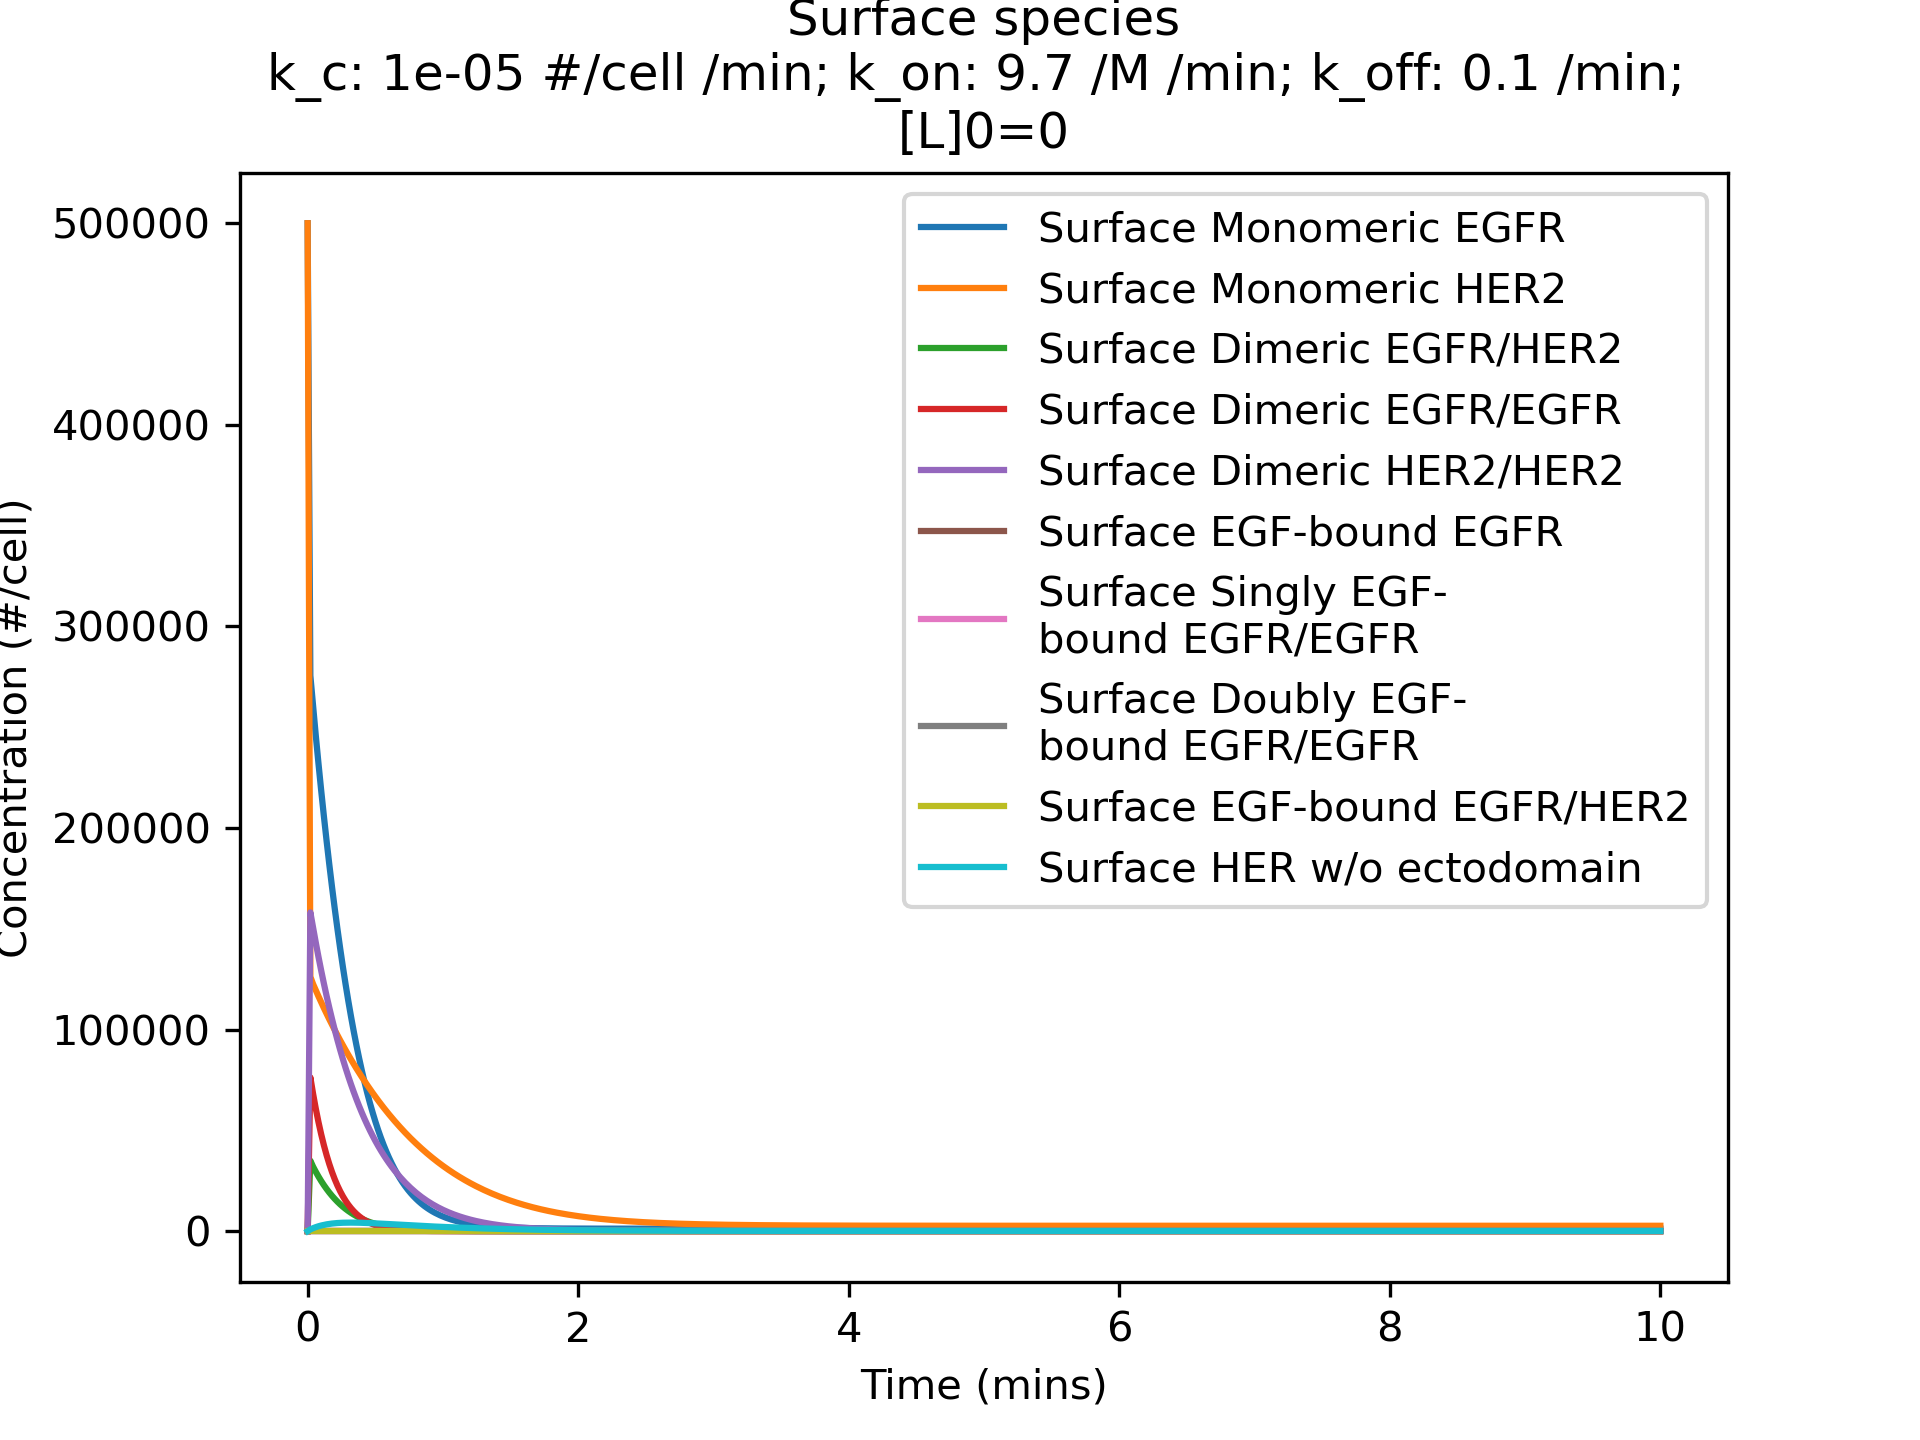 Surface species
k_c: 1e-05 #/cell /min; k_on: 9.7 /M /min; k_off: 0.1 /min;
[L]0=0
Concentration (#/cell)
500000
400000
300000
200000
100000
0
Surface Monomeric EGFR
Surface Monomeric HER2
Surface Dimeric EGFR/HER2
Surface Dimeric EGFR/EGFR
Surface Dimeric HER2/HER2
Surface EGF-bound EGFR
Surface Singly EGF-
bound EGFR/EGFR
Surface Doubly EGF-
bound EGFR/EGFR
Surface EGF-bound EGFR/HER2
Surface HER w/o ectodomain
0 2 4 6 8 10
Time (mins)